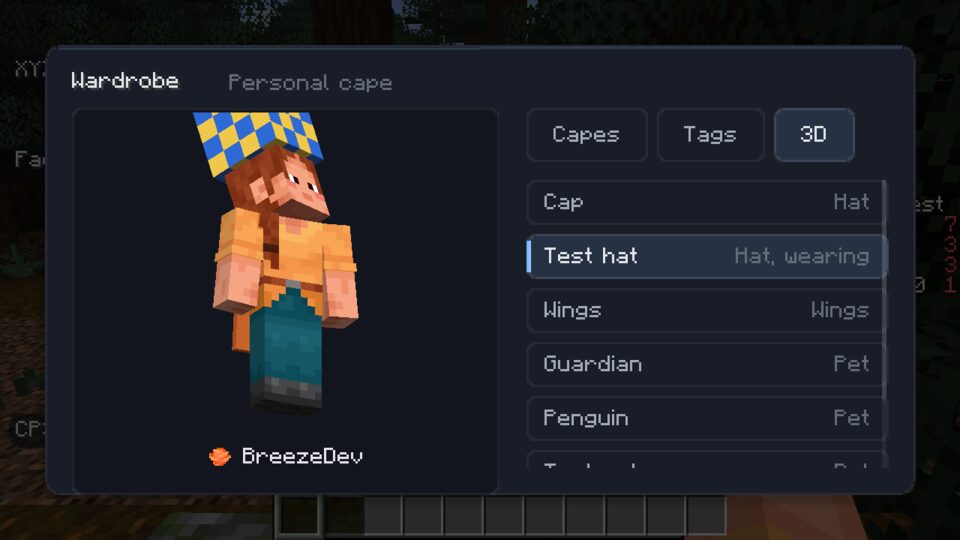 Wardrobe
Personal cape
Capes
Tags
3D
Cap
Hat
Test hat
Hat, wearing
Wings
Wings
Guardian
Pet
Penguin
Pet
BreezeDev